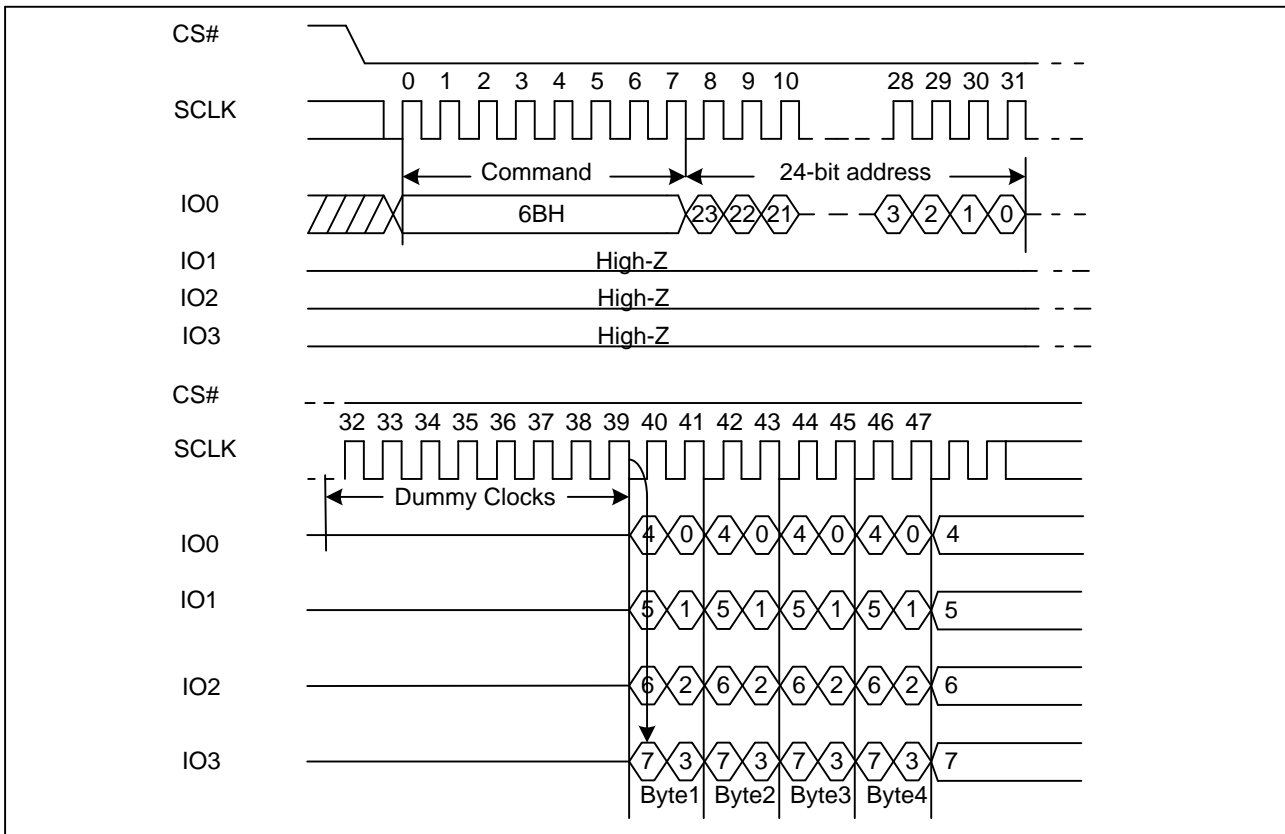 CS#
0 1 2 3 4 5 6 7 8 9 10 28 29 30 31
SCLK
Command 24-bit address
IO0 6BH 23 22 21 3 2 1 0
IO1 High-Z
IO2 High-Z
IO3 High-Z
CS#
32 33 34 35 36 37 38 39 40 41 42 43 44 45 46 47
SCLK
Dummy Clocks
IO0 4 0 4 0 4 0 4 0 4
IO1 5 1 5 1 5 1 5 1 5
IO2 6 2 6 2 6 2 6 2 6
IO3 7 3 7 3 7 3 7 3 7
Byte1 Byte2 Byte3 Byte4